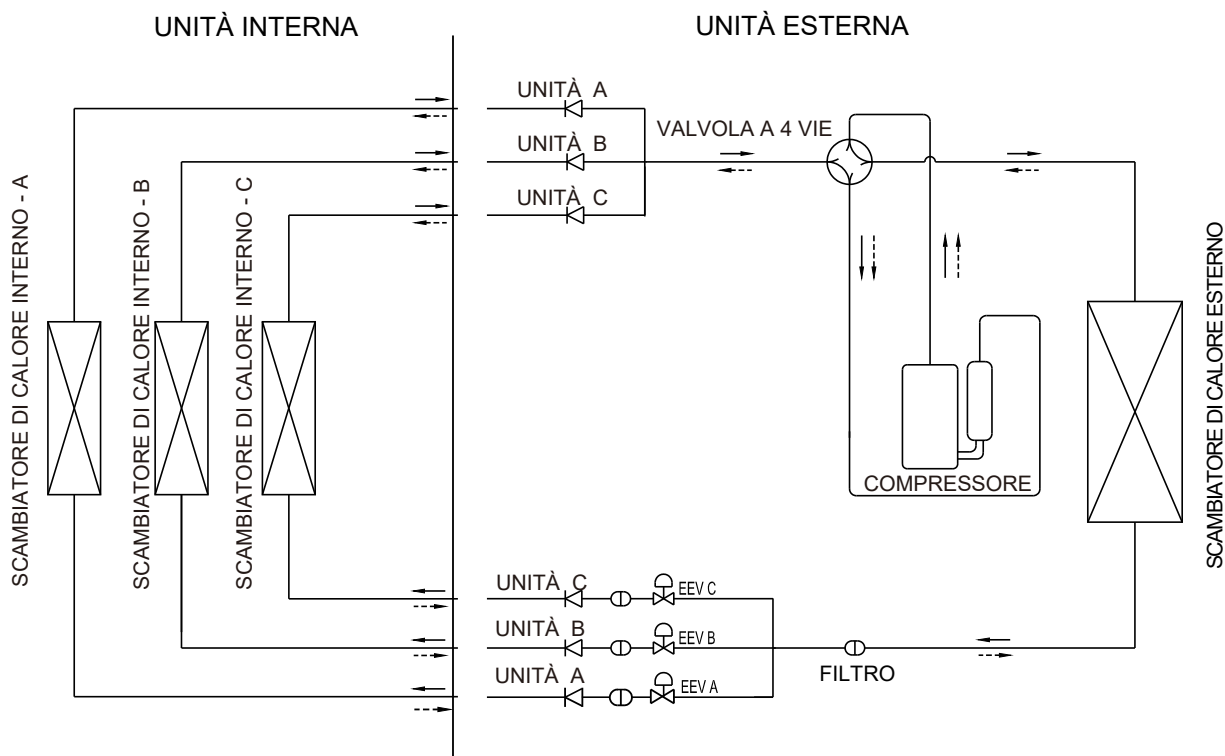 UNITÀ INTERNA
UNITÀ ESTERNA
UNITÀ A
VALVOLA A 4 VIE
UNITÀ B
UNITÀ C
SCAMBIATORE DI CALORE INTERNO - A
SCAMBIATORE DI CALORE INTERNO - B
SCAMBIATORE DI CALORE INTERNO - C
SCAMBIATORE DI CALORE ESTERNO
COMPRESSORE
UNITÀ C
EEV C
UNITÀ B
EEV B
UNITÀ A
EEV A
FILTRO